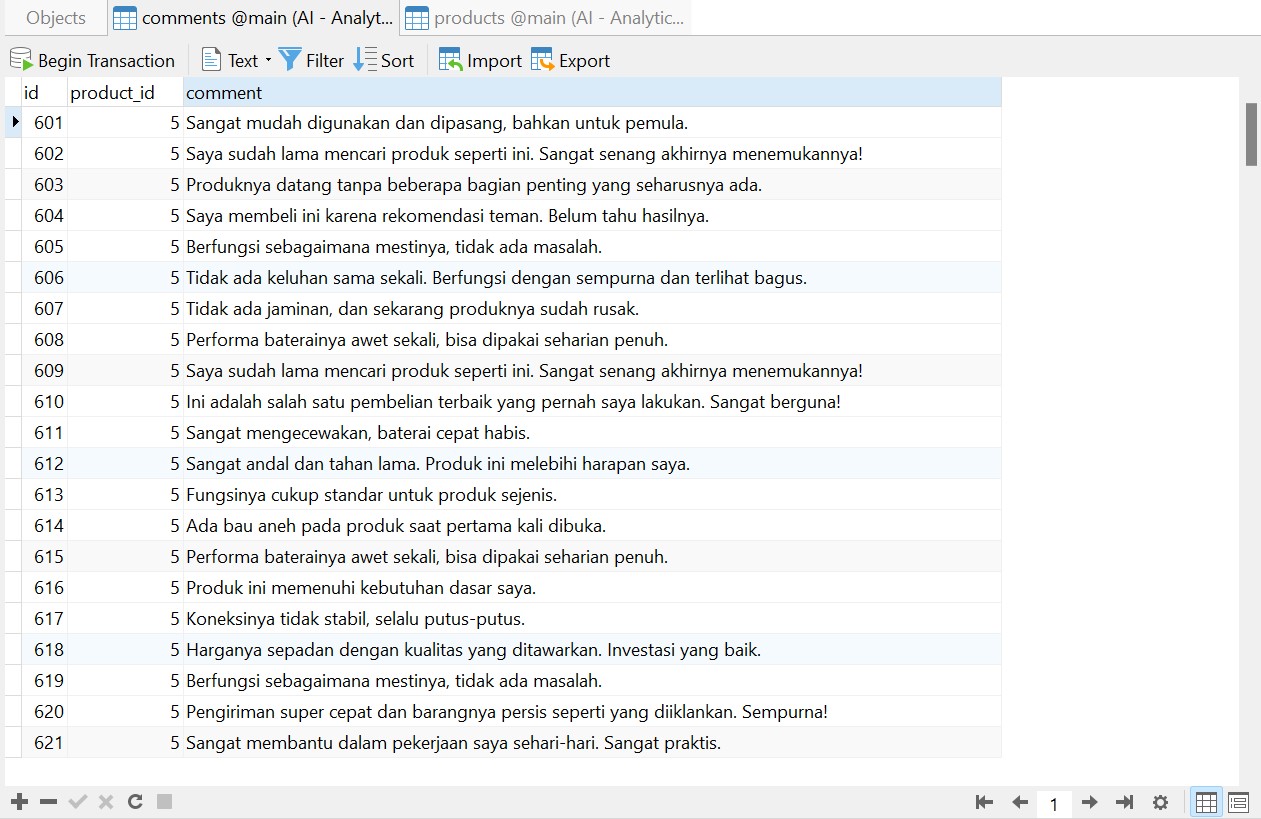 Objects comments @main (AI - Analyt... products @main (AI - Analytic...
Begin Transaction Text Filter Sort Import Export
id product_id comment
601 5 Sangat mudah digunakan dan dipasang, bahkan untuk pemula.
602 5 Saya sudah lama mencari produk seperti ini. Sangat senang akhirnya menemukannya!
603 5 Produknya datang tanpa beberapa bagian penting yang seharusnya ada.
604 5 Saya membeli ini karena rekomendasi teman. Belum tahu hasilnya.
605 5 Berfungsi sebagaimana mestinya, tidak ada masalah.
606 5 Tidak ada keluhan sama sekali. Berfungsi dengan sempurna dan terlihat bagus.
607 5 Tidak ada jaminan, dan sekarang produknya sudah rusak.
608 5 Performa baterainya awet sekali, bisa dipakai seharian penuh.
609 5 Saya sudah lama mencari produk seperti ini. Sangat senang akhirnya menemukannya!
610 5 Ini adalah salah satu pembelian terbaik yang pernah saya lakukan. Sangat berguna!
611 5 Sangat mengecewakan, baterai cepat habis.
612 5 Sangat andal dan tahan lama. Produk ini melebihi harapan saya.
613 5 Fungsinya cukup standar untuk produk sejenis.
614 5 Ada bau aneh pada produk saat pertama kali dibuka.
615 5 Performa baterainya awet sekali, bisa dipakai seharian penuh.
616 5 Produk ini memenuhi kebutuhan dasar saya.
617 5 Koneksinya tidak stabil, selalu putus-putus.
618 5 Harganya sepadan dengan kualitas yang ditawarkan. Investasi yang baik.
619 5 Berfungsi sebagaimana mestinya, tidak ada masalah.
620 5 Pengiriman super cepat dan barangnya persis seperti yang diiklankan. Sempurna!
621 5 Sangat membantu dalam pekerjaan saya sehari-hari. Sangat praktis.
1